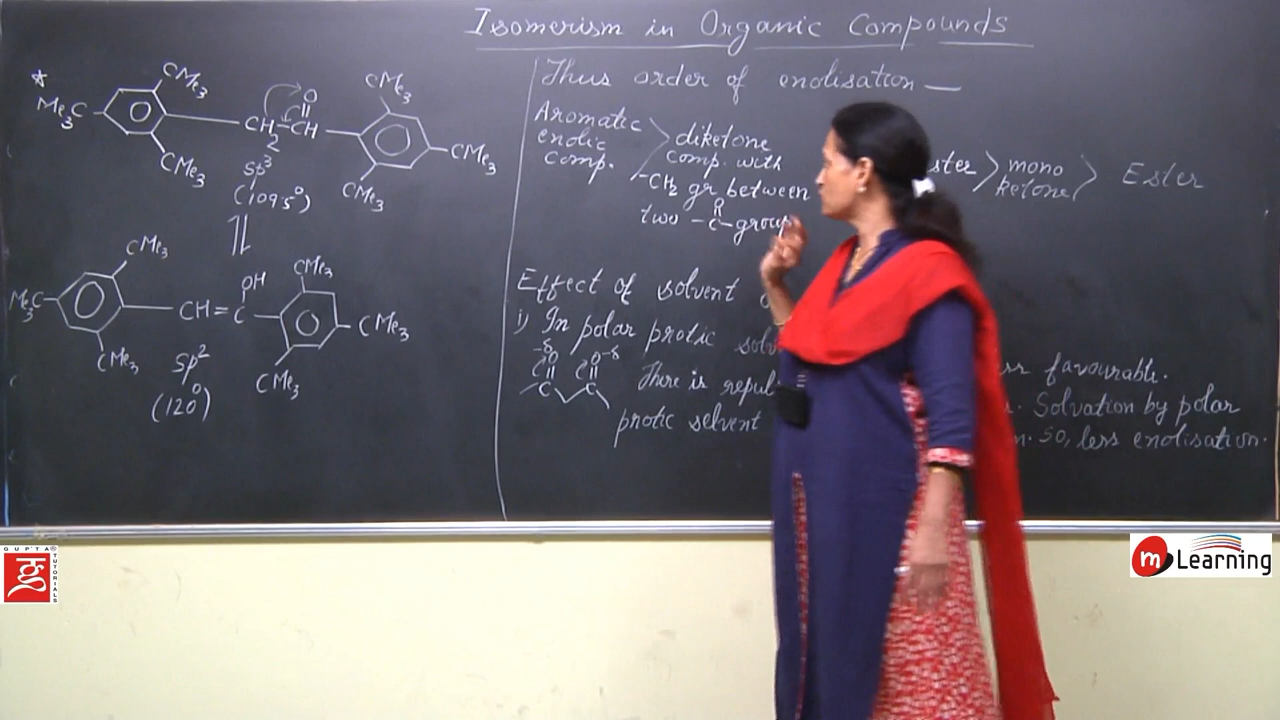 Isomerism in Organic Compounds
*
CMe3
Me3C
CMe3
CH2-CH
O
sp3
(109.5°)
CMe3
CMe3
CMe3
CMe3
Me3C
CMe3
CH=C
OH
sp2
(120°)
CMe3
CMe3
CMe3
Thus order of enolisation —
Aromatic
enolic
comp.
>
diketone
comp. with
-CH2 gr between
two -C- group
O
> mono
ketone
> Ester
Effect of solvent
i) In polar protic
favourable.
-δ
O
C
O-δ
C
There is
Solvation by polar
protic selvent
So, less enolisation.
GUPTA TUTORIALS
m Learning